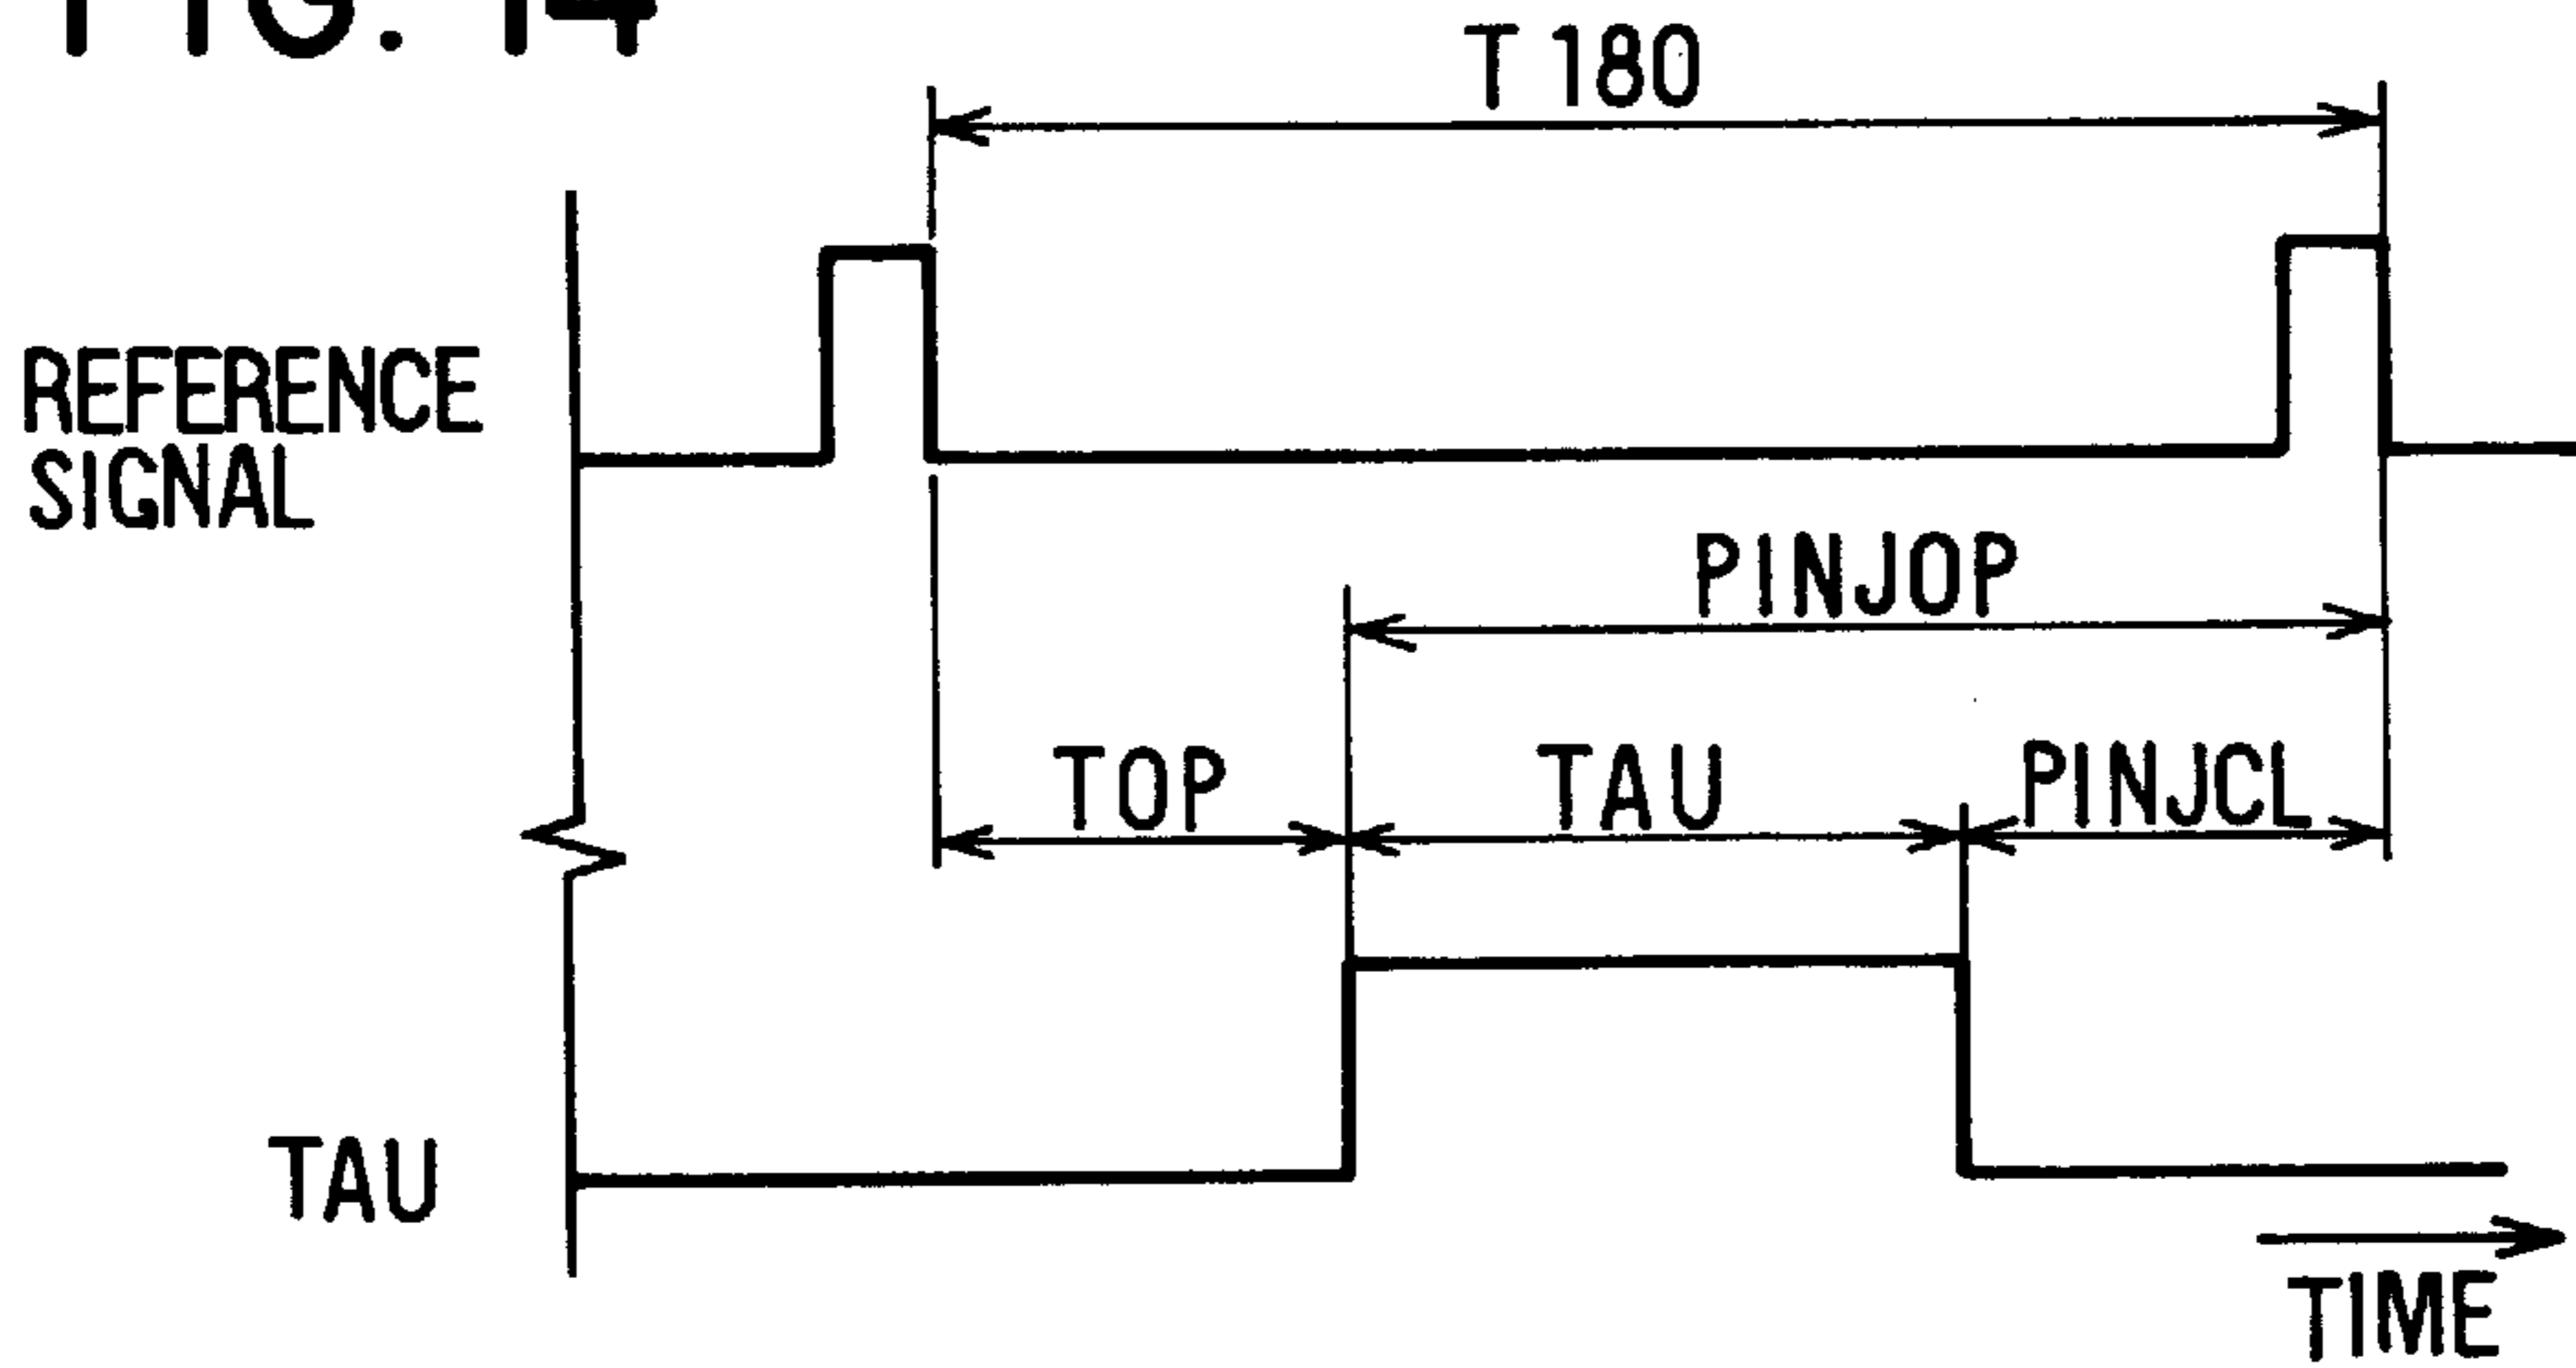 FIG. 14
T180
REFERENCE
SIGNAL
PINJOP
TOP
TAU
PINJCL
TAU
TIME